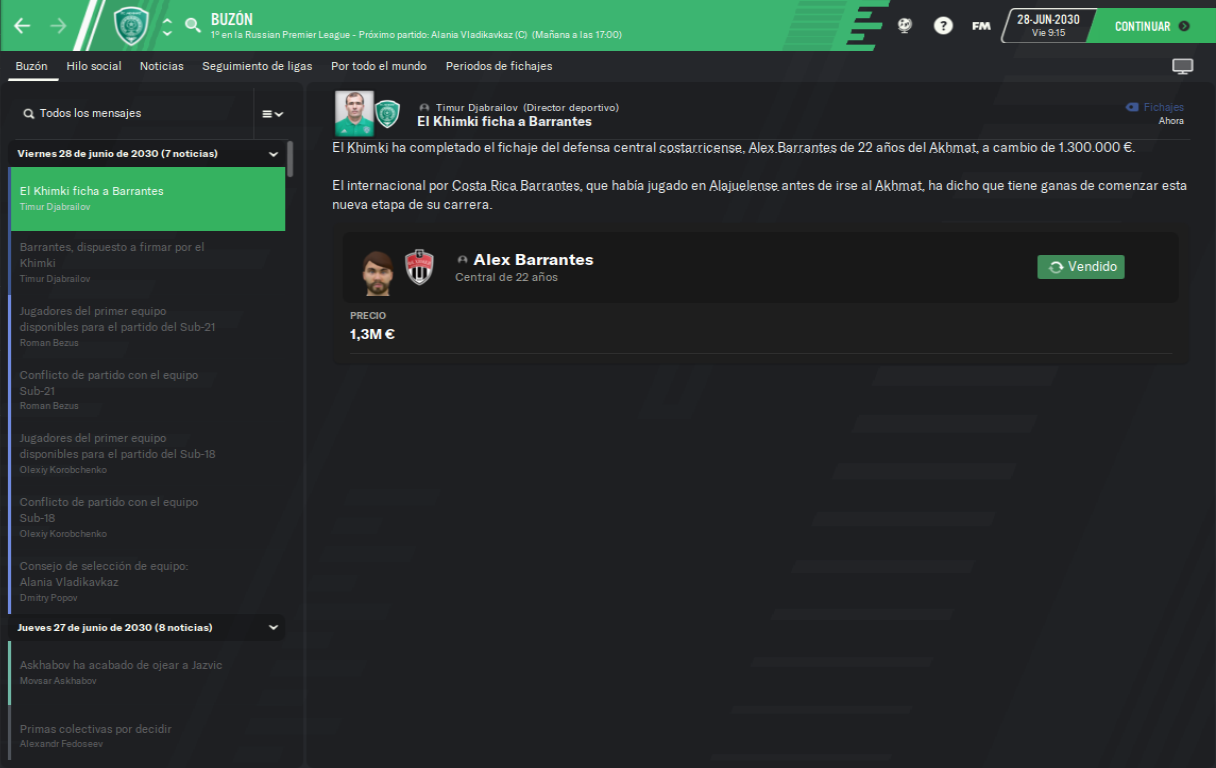 BUZÓN
1º en la Russian Premier League - Próximo partido: Alania Vladikavkaz (C) (Mañana a las 17:00)
?
FM
28-JUN-2030
Vie 9:15
CONTINUAR
Buzón
Hilo social
Noticias
Seguimiento de ligas
Por todo el mundo
Periodos de fichajes
Todos los mensajes
Viernes 28 de junio de 2030 (7 noticias)
El Khimki ficha a Barrantes
Timur Djabrailov
Barrantes, dispuesto a firmar por el
Khimki
Timur Djabrailov
Jugadores del primer equipo
disponibles para el partido del Sub-21
Roman Bezus
Conflicto de partido con el equipo
Sub-21
Roman Bezus
Jugadores del primer equipo
disponibles para el partido del Sub-18
Olexiy Korobchenko
Conflicto de partido con el equipo
Sub-18
Olexiy Korobchenko
Consejo de selección de equipo:
Alania Vladikavkaz
Dmitry Popov
Jueves 27 de junio de 2030 (8 noticias)
Askhabov ha acabado de ojear a Jazvic
Movsar Askhabov
Primas colectivas por decidir
Alexandr Fedoseev
Timur Djabrailov (Director deportivo)
El Khimki ficha a Barrantes
Fichajes
Ahora
El Khimki ha completado el fichaje del defensa central costarricense, Alex Barrantes de 22 años del Akhmat, a cambio de 1.300.000 €.
El internacional por Costa Rica Barrantes, que había jugado en Alajuelense antes de irse al Akhmat, ha dicho que tiene ganas de comenzar esta
nueva etapa de su carrera.
Alex Barrantes
Central de 22 años
Vendido
PRECIO
1,3M €